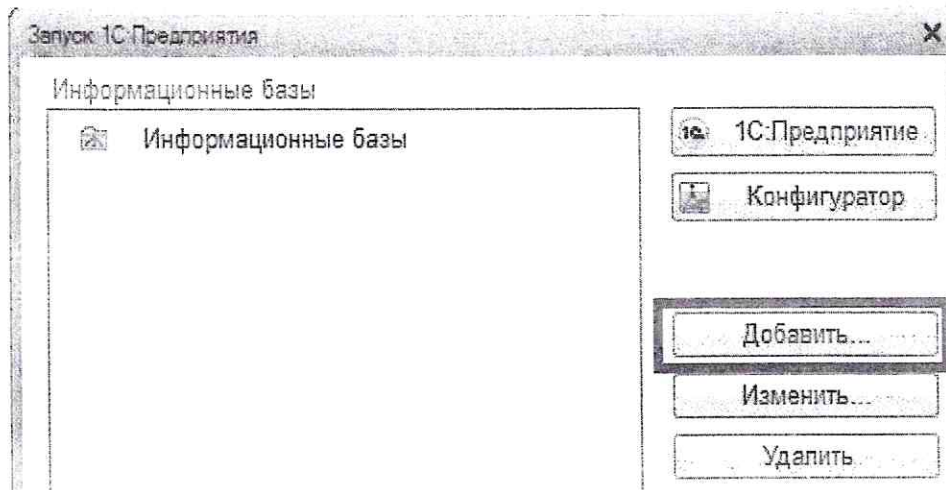 Запуск 1С:Предприятия
Информационные базы
Информационные базы
1С:Предприятие
Конфигуратор
Добавить...
Изменить...
Удалить